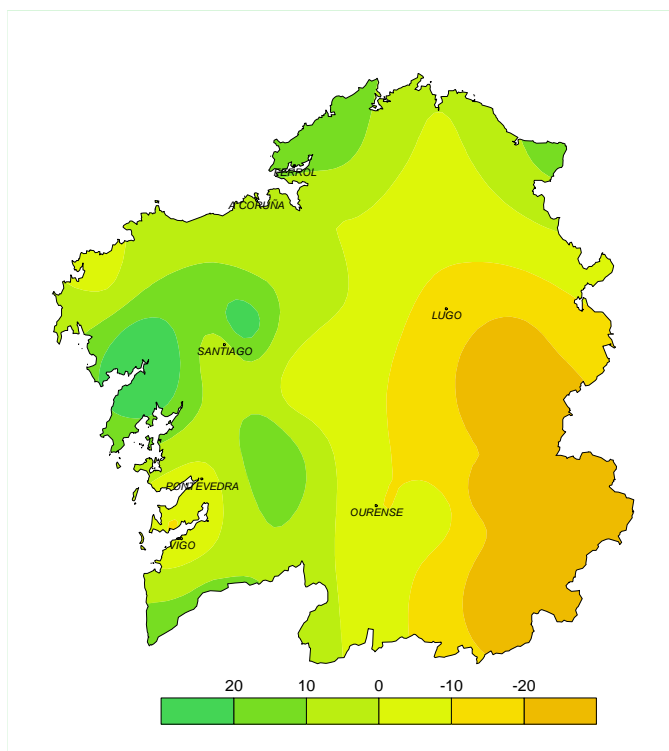 FERROL
A CORUÑA
LUGO
SANTIAGO
PONTEVEDRA
OURENSE
VIGO
20 10 0 -10 -20